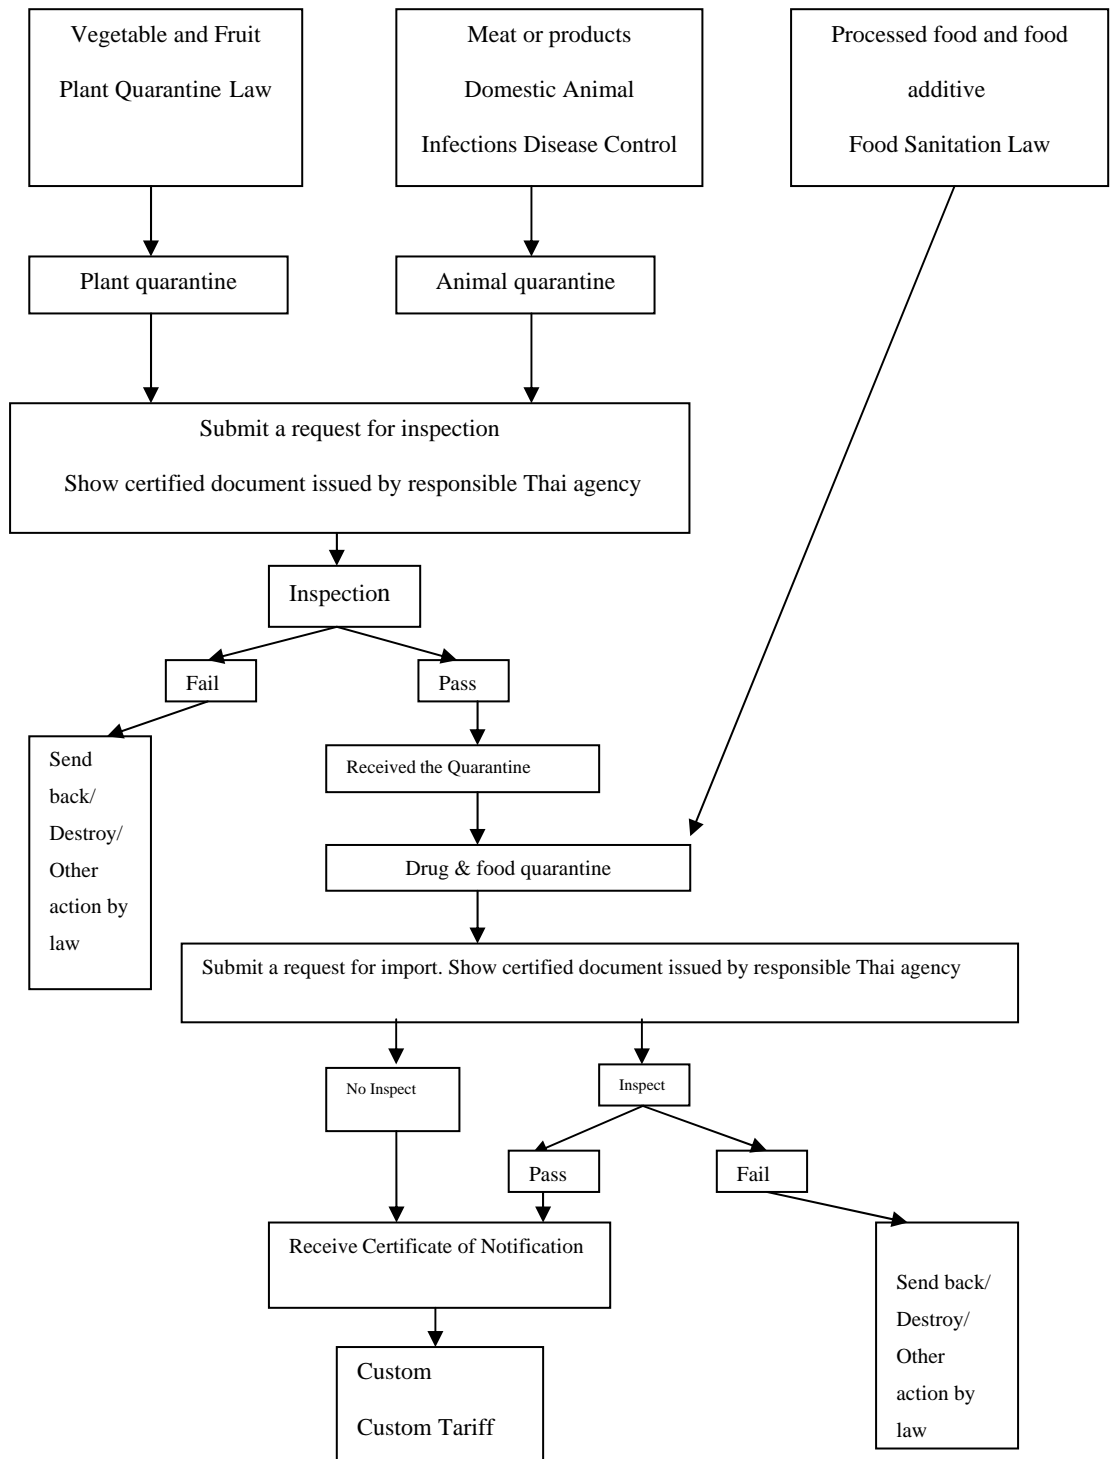 Vegetable and Fruit
Plant Quarantine Law
Meat or products
Domestic Animal
Infections Disease Control
Processed food and food
additive
Food Sanitation Law
Plant quarantine
Animal quarantine
Submit a request for inspection
Show certified document issued by responsible Thai agency
Inspection
Fail
Pass
Send
back/
Destroy/
Other
action by
law
Received the Quarantine
Drug & food quarantine
Submit a request for import. Show certified document issued by responsible Thai agency
No Inspect
Inspect
Pass
Fail
Receive Certificate of Notification
Send back/
Destroy/
Other
action by
law
Custom
Custom Tariff